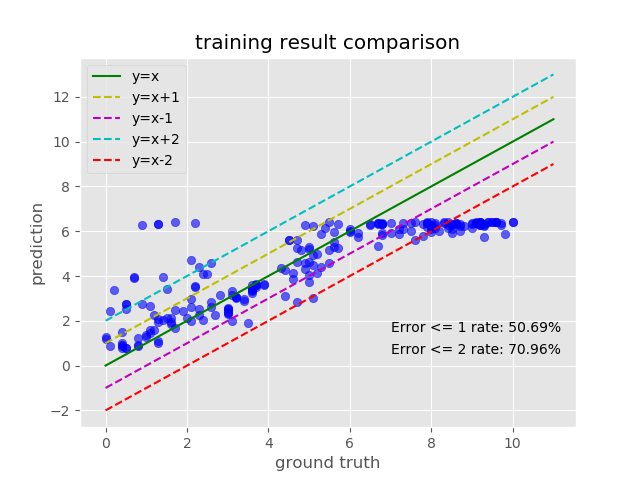 training result comparison
y=x
y=x+1
y=x-1
y=x+2
y=x-2
12
10
8
6
4
2
0
−2
prediction
Error <= 1 rate: 50.69%
Error <= 2 rate: 70.96%
0 2 4 6 8 10
ground truth